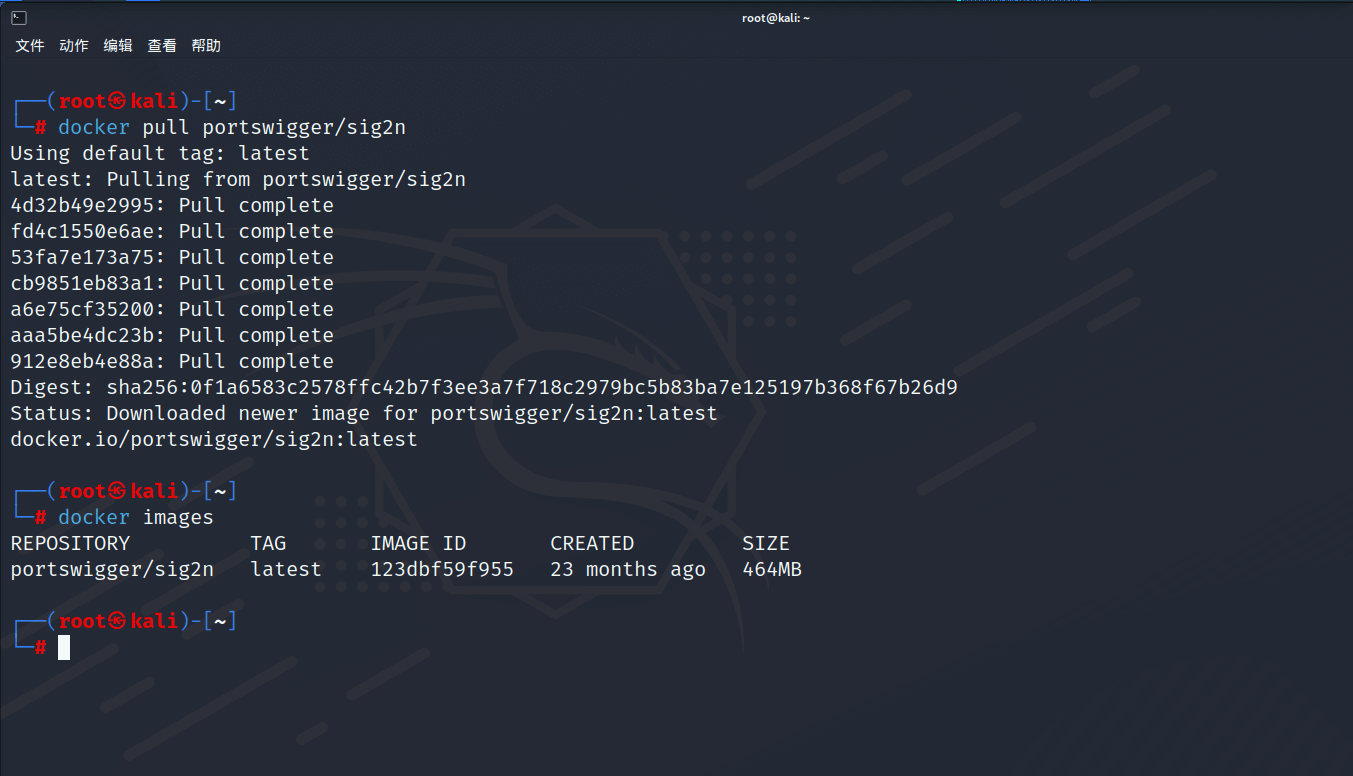 root@kali: ~
文件 动作 编辑 查看 帮助
┌──(root㉿kali)-[~]
└─# docker pull portswigger/sig2n
Using default tag: latest
latest: Pulling from portswigger/sig2n
4d32b49e2995: Pull complete
fd4c1550e6ae: Pull complete
53fa7e173a75: Pull complete
cb9851eb83a1: Pull complete
a6e75cf35200: Pull complete
aaa5be4dc23b: Pull complete
912e8eb4e88a: Pull complete
Digest: sha256:0f1a6583c2578ffc42b7f3ee3a7f718c2979bc5b83ba7e125197b368f67b26d9
Status: Downloaded newer image for portswigger/sig2n:latest
docker.io/portswigger/sig2n:latest
┌──(root㉿kali)-[~]
└─# docker images
REPOSITORY TAG IMAGE ID CREATED SIZE
portswigger/sig2n latest 123dbf59f955 23 months ago 464MB
┌──(root㉿kali)-[~]
└─#